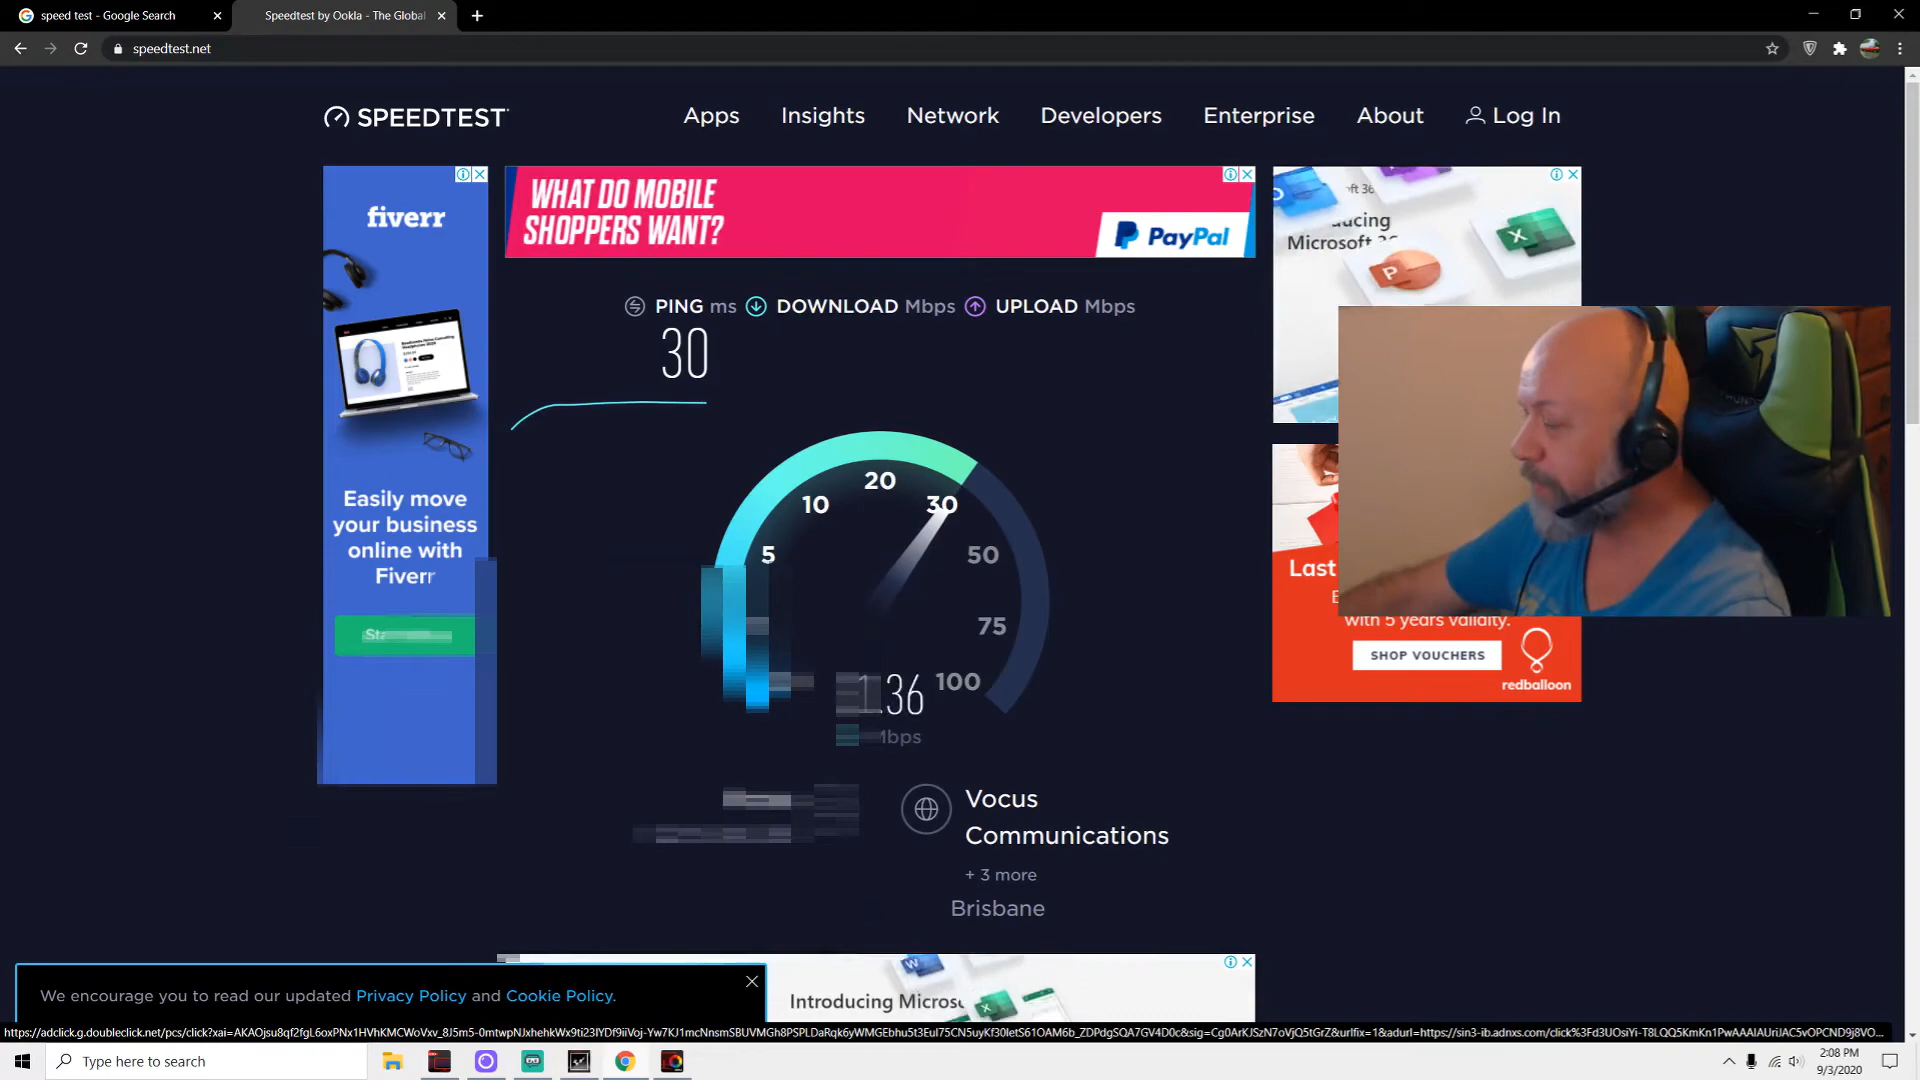 speed test - Google Search
Speedtest by Ookla - The Global
speedtest.net
SPEEDTEST
Apps
Insights
Network
Developers
Enterprise
About
Log In
fiverr
Easily move
your business
online with
Fiverr
WHAT DO MOBILE
SHOPPERS WANT?
PayPal
ucing
Microsoft 36
PING ms
DOWNLOAD Mbps
UPLOAD Mbps
30
5
10
20
30
50
75
100
.36
Mbps
Last
with 5 years validity.
SHOP VOUCHERS
redballoon
Vocus
Communications
+ 3 more
Brisbane
Introducing Micros
We encourage you to read our updated Privacy Policy and Cookie Policy.
Type here to search
2:08 PM
9/3/2020